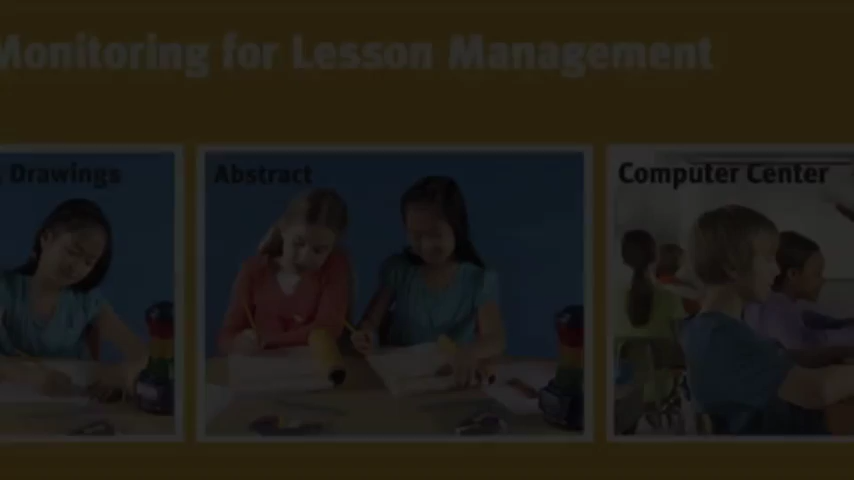 Monitoring for Lesson Management
Drawings
Abstract
Computer Center